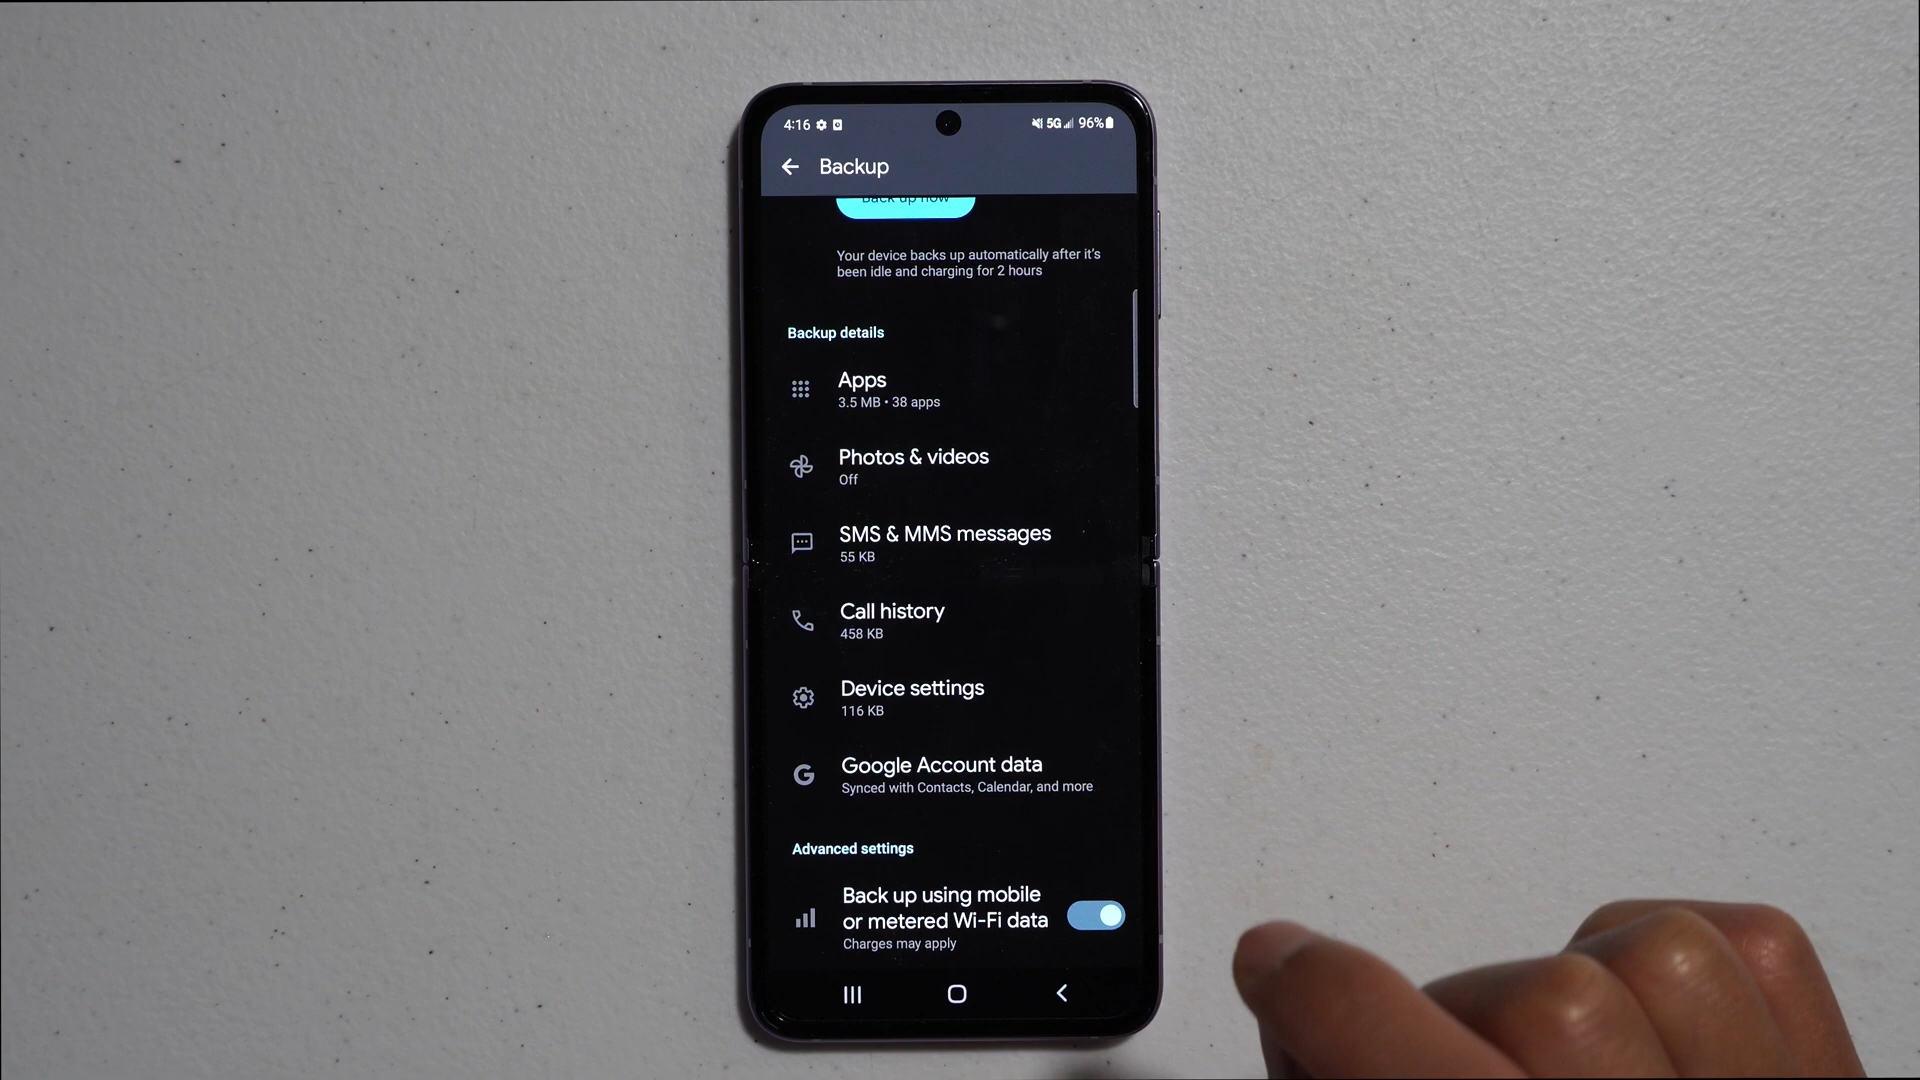 4:16 5G 96%
Backup
Back up now
Your device backs up automatically after it's
been idle and charging for 2 hours
Backup details
Apps
3.5 MB • 38 apps
Photos & videos
Off
SMS & MMS messages
55 KB
Call history
458 KB
Device settings
116 KB
Google Account data
Synced with Contacts, Calendar, and more
Advanced settings
Back up using mobile
or metered Wi-Fi data
Charges may apply